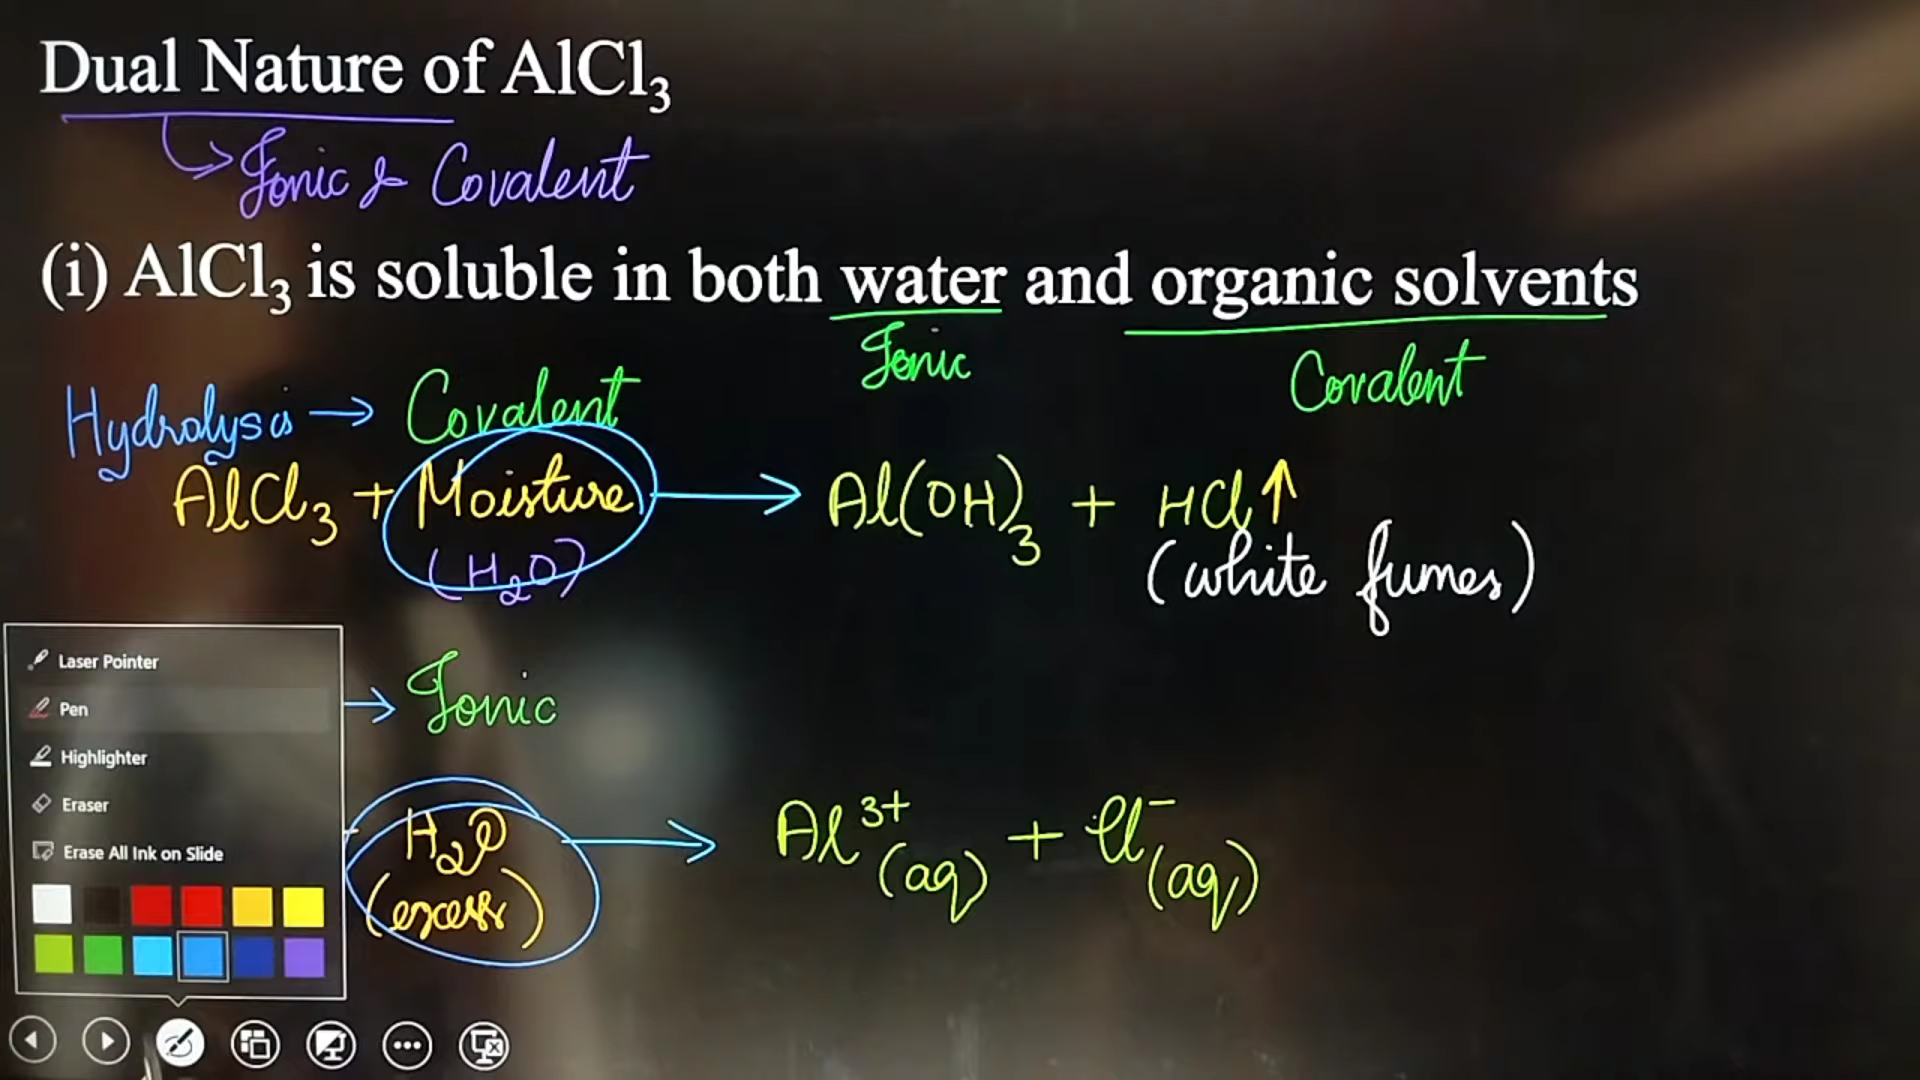 Dual Nature of AlCl₃
Ionic & Covalent
(i) AlCl₃ is soluble in both water and organic solvents
Ionic Covalent
Hydrolysis → Covalent
AlCl₃ + Moisture → Al(OH)₃ + HCl↑
(H₂O) (white fumes)
→ Ionic
H₂O → Al³⁺(aq) + Cl⁻(aq)
(excess)
Laser Pointer
Pen
Highlighter
Eraser
Erase All Ink on Slide